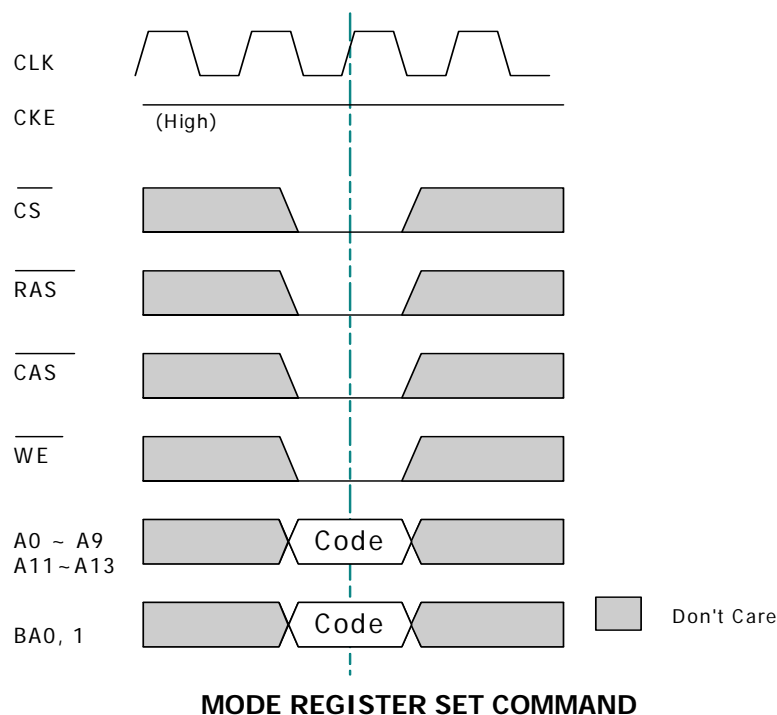 CLK
CKE
(High)
CS
RAS
CAS
WE
A0 ~ A9
A11~A13
Code
BA0, 1
Code
Don't Care
MODE REGISTER SET COMMAND